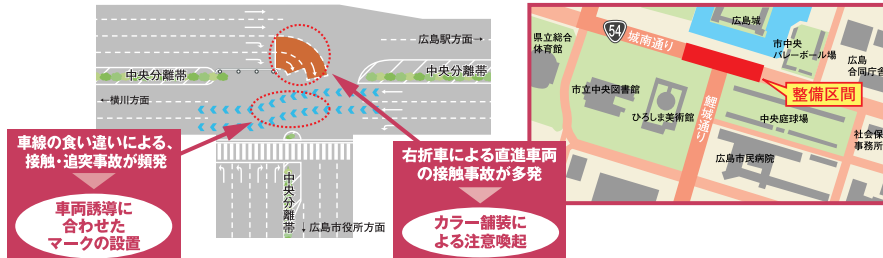 広島駅方面→
中央分離帯
中央分離帯
←横川方面
車線の食い違いによる、
接触・追突事故が頻発
車両誘導に
合わせた
マークの設置
中央分離帯
↓広島市役所方面
右折車による直進車両
の接触事故が多発
カラー舗装に
よる注意喚起
広島城
54
城南通り
県立総合
体育館
市中央
バレーボール場
広島
合同庁舎
整備区間
市立中央図書館
ひろしま美術館
鯉城通り
中央庭球場
広島市民病院
社会保
事務所